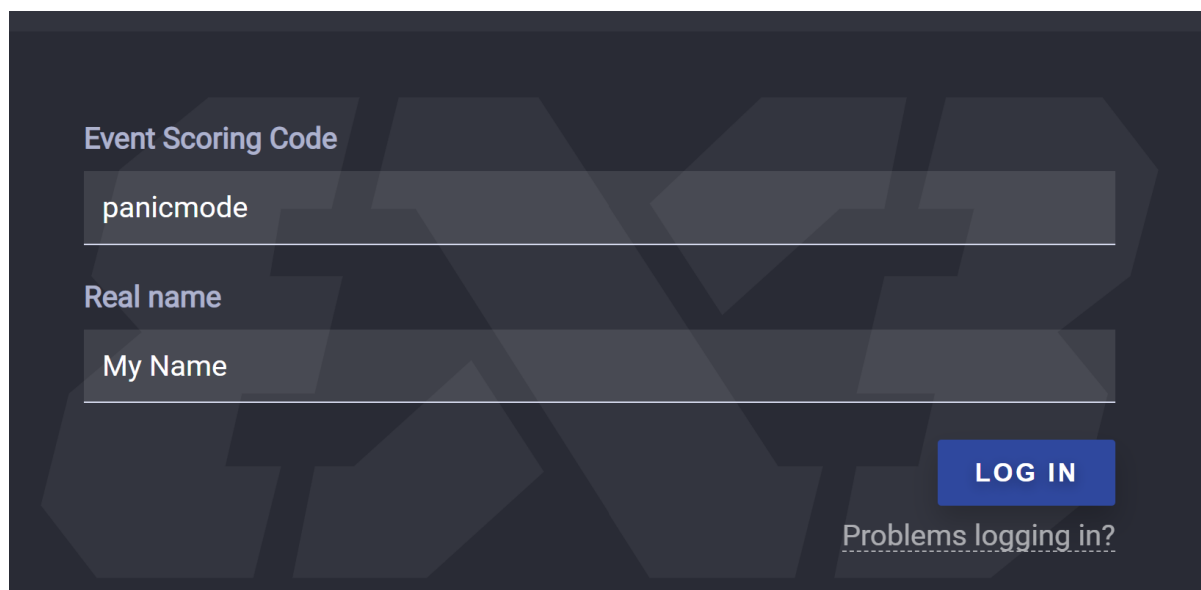 Event Scoring Code
panicmode
Real name
My Name
LOG IN
Problems logging in?